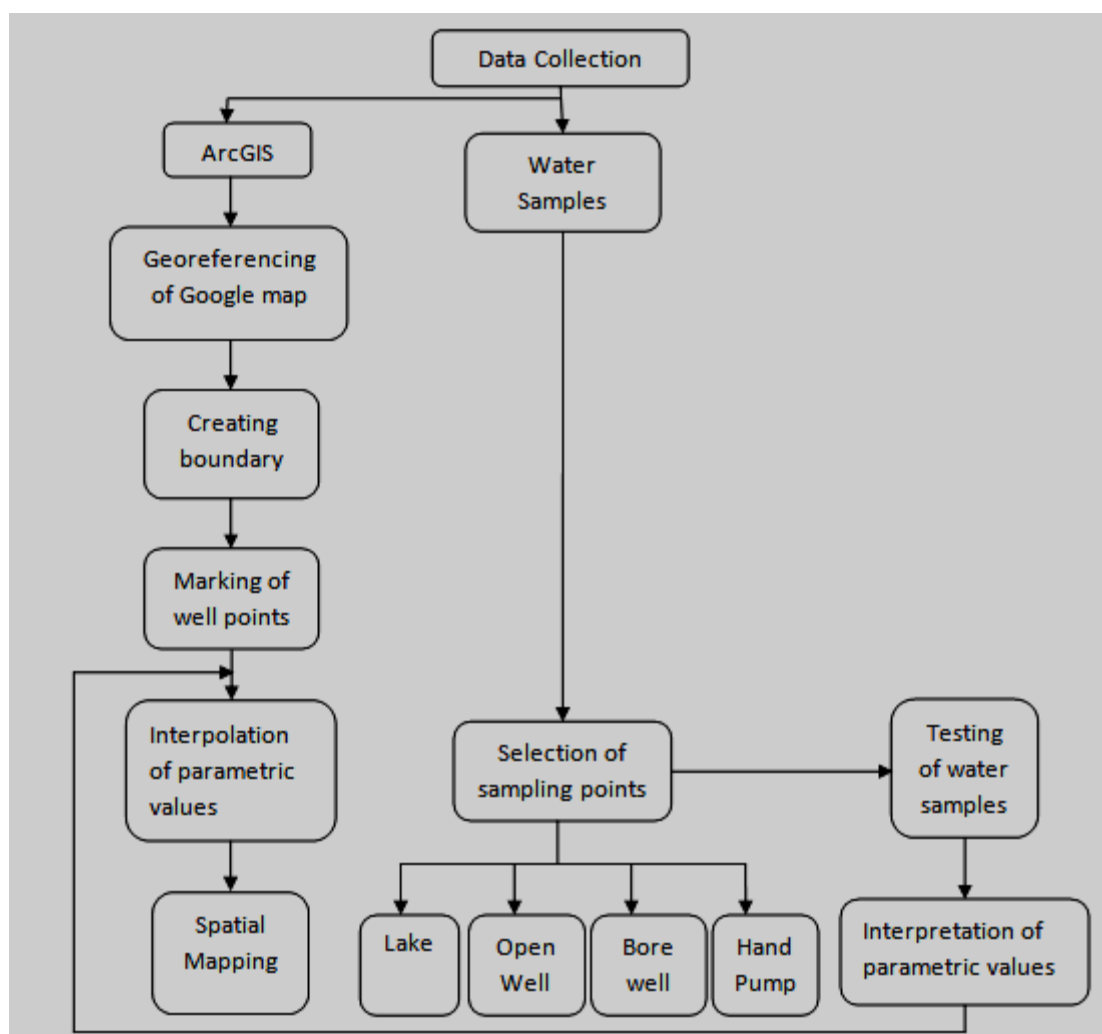 Data Collection
ArcGIS
Water
Samples
Georeferencing
of Google map
Creating
boundary
Marking of
well points
Interpolation
of parametric
values
Spatial
Mapping
Selection of
sampling points
Testing
of water
samples
Lake
Open
Well
Bore
well
Hand
Pump
Interpretation of
parametric values